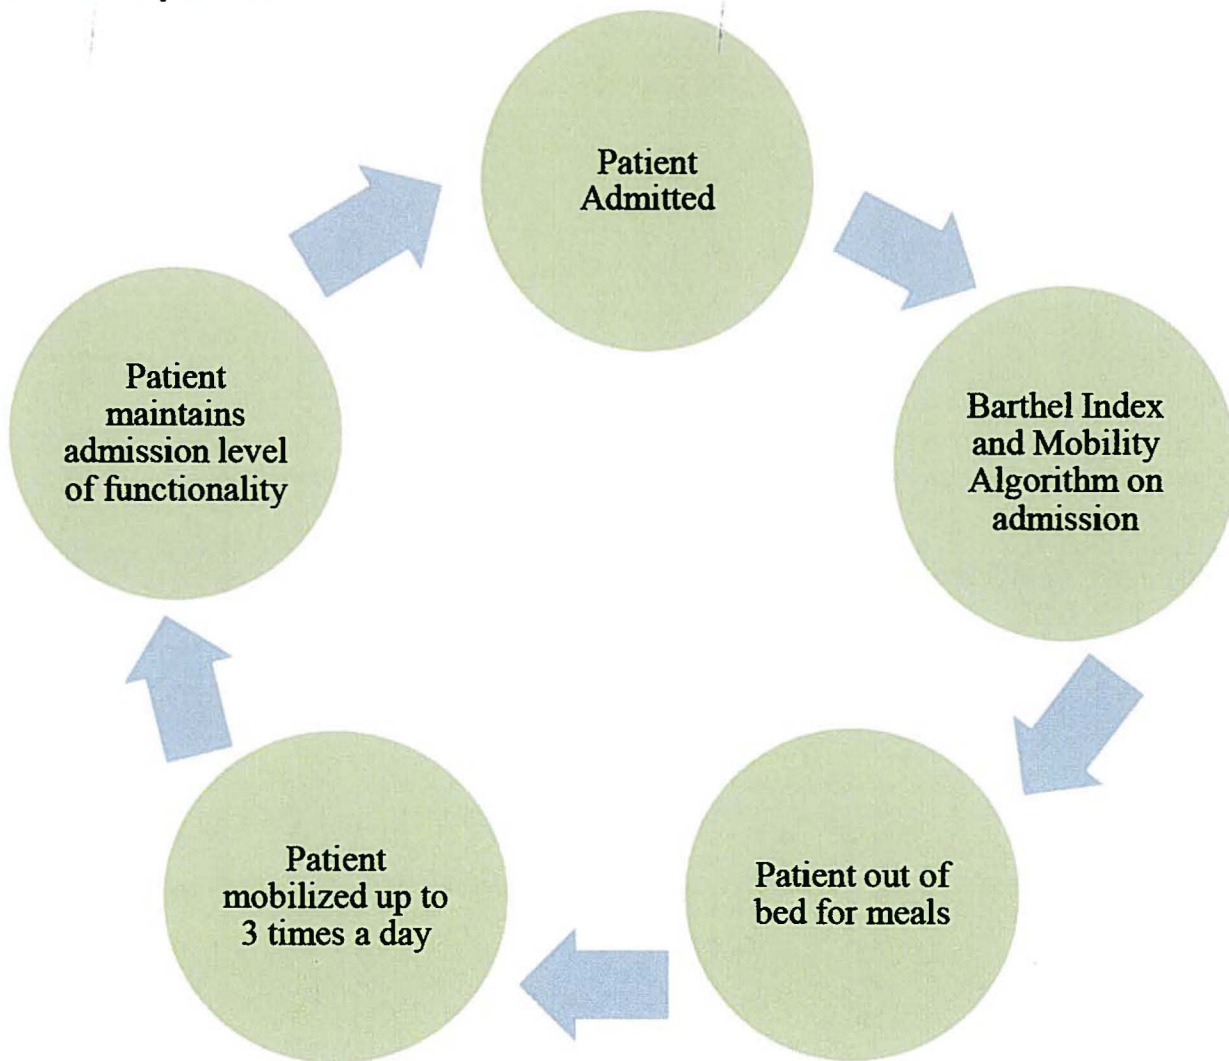 Patient
Admitted
Barthel Index
and Mobility
Algorithm on
admission
Patient out of
bed for meals
Patient
mobilized up to
3 times a day
Patient
maintains
admission level
of functionality